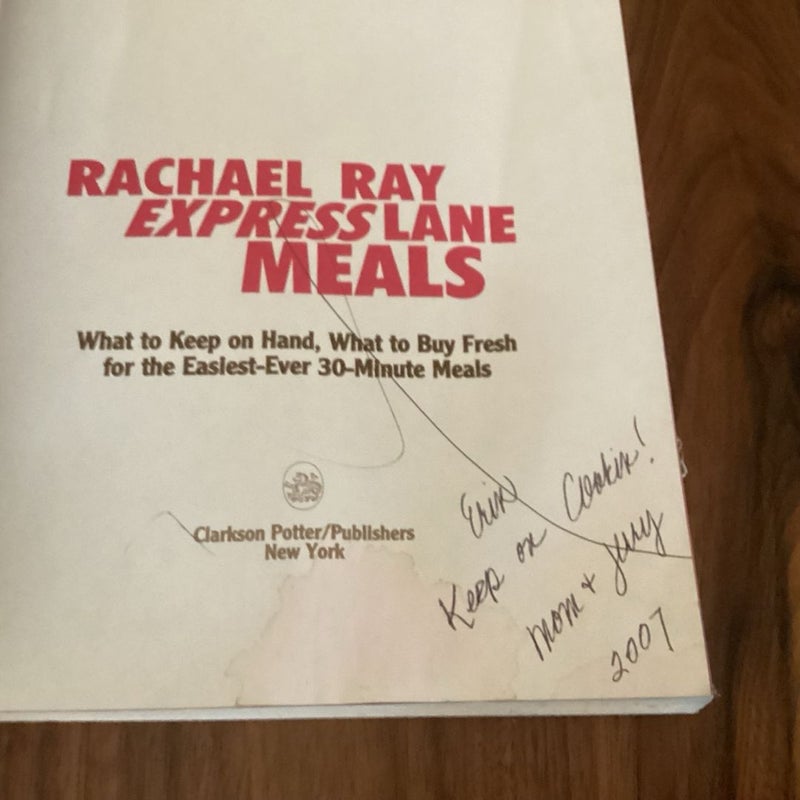 RACHAEL RAY
EXPRESS LANE
MEALS
What to Keep on Hand, What to Buy Fresh
for the Easiest-Ever 30-Minute Meals
Clarkson Potter/Publishers
New York
Erin
Keep on Cookin!
Mom + Jerry
2007